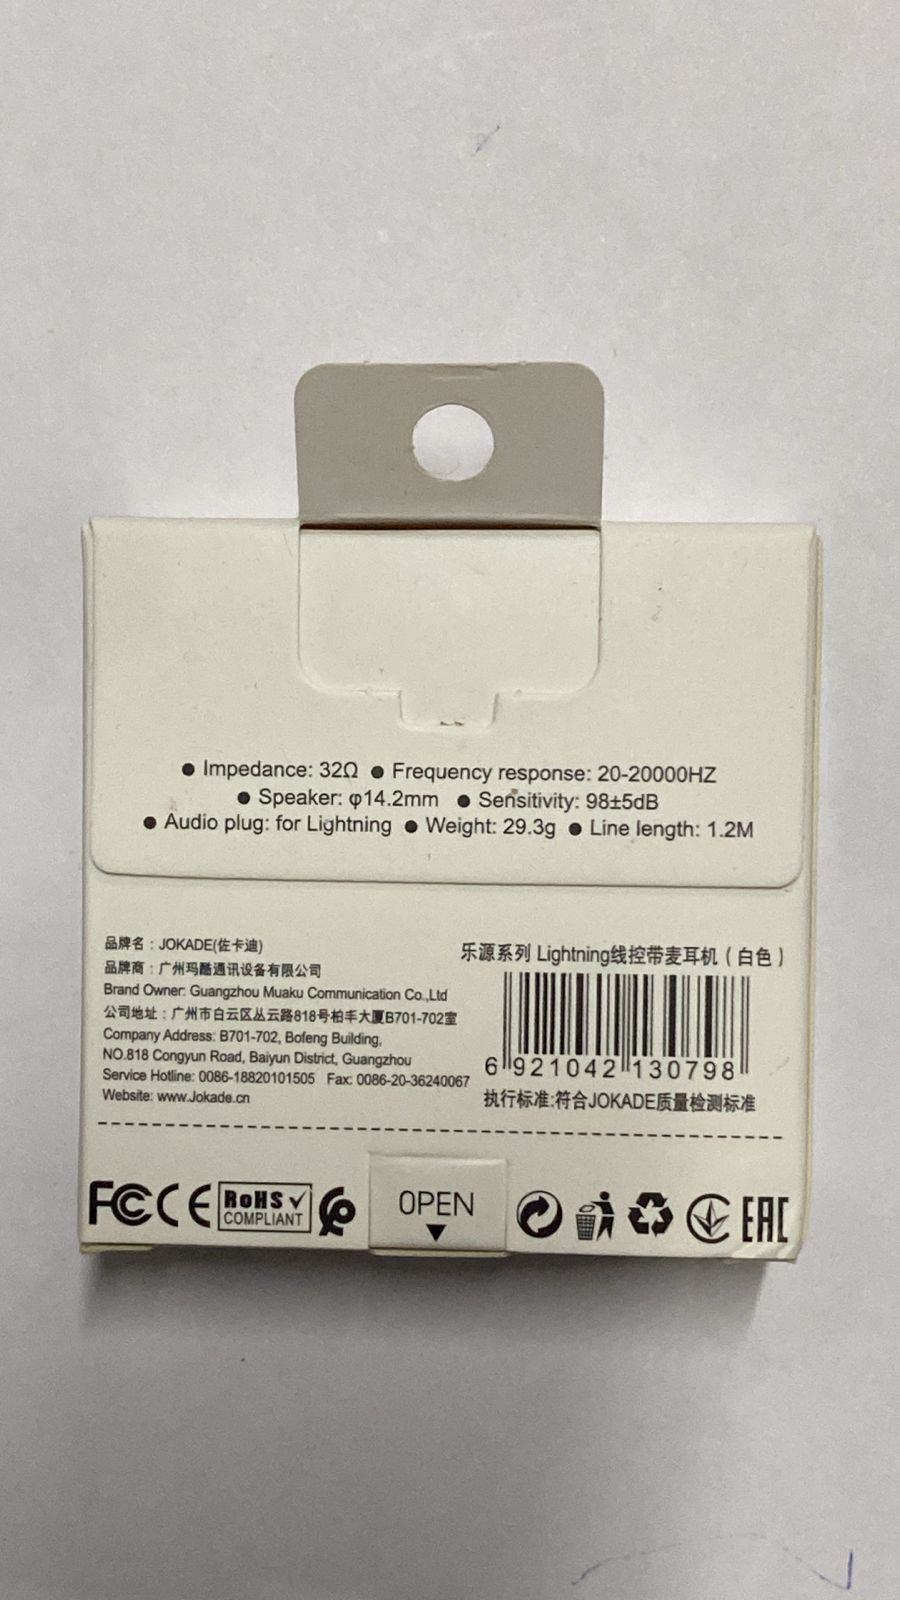 ● Impedance: 32Ω ● Frequency response: 20-20000HZ
● Speaker: φ14.2mm ● Sensitivity: 98±5dB
● Audio plug: for Lightning ● Weight: 29.3g ● Line length: 1.2M
品牌名：JOKADE(佐卡迪)
品牌商：广州玛酷通讯设备有限公司
Brand Owner: Guangzhou Muaku Communication Co.,Ltd
公司地址：广州市白云区丛云路818号柏丰大厦B701-702室
Company Address: B701-702, Bofeng Building,
NO.818 Congyun Road, Baiyun District, Guangzhou
Service Hotline: 0086-18820101505 Fax: 0086-20-36240067
Website: www.Jokade.cn
乐源系列 Lightning线控带麦耳机（白色）
6 921042 130798
执行标准:符合JOKADE质量检测标准
FC CE RoHS ✓
COMPLIANT
OPEN
EAC